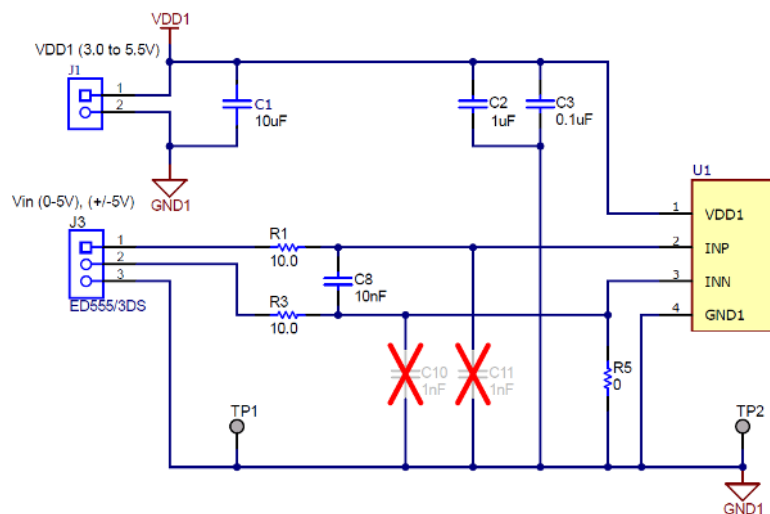 VDD1
VDD1 (3.0 to 5.5V)
J1
1
2
C1
10uF
C2
1uF
C3
0.1uF
GND1
U1
Vin (0-5V), (+/-5V)
J3
1
2
3
ED555/3DS
R1
10.0
C8
10nF
R3
10.0
1 VDD1
2 INP
3 INN
4 GND1
C10
1nF
C11
1nF
R5
0
TP1
TP2
GND1